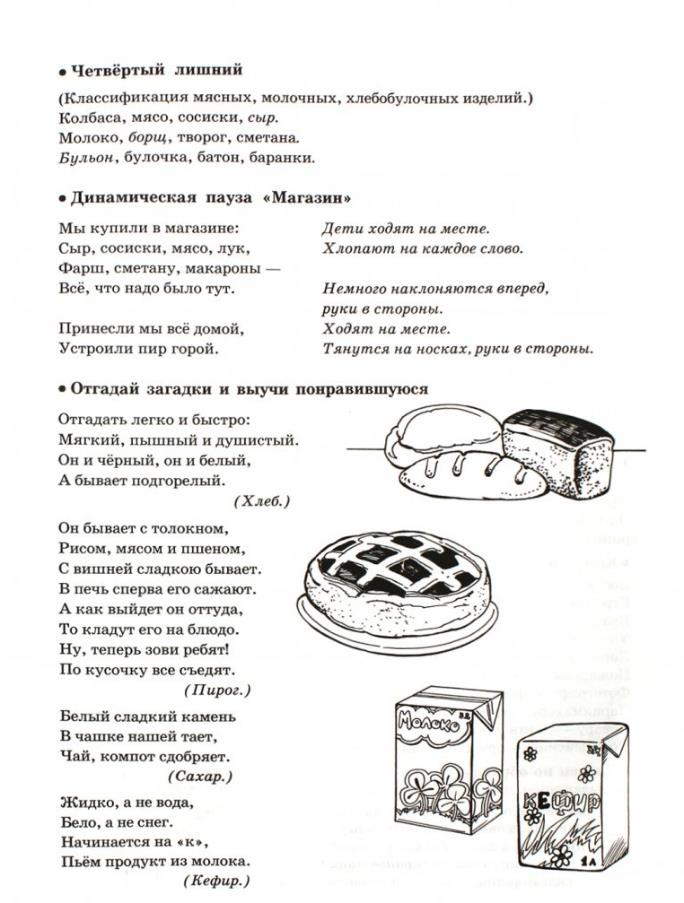 • Четвёртый лишний
(Классификация мясных, молочных, хлебобулочных изделий.)
Колбаса, мясо, сосиски, сыр.
Молоко, борщ, творог, сметана.
Бульон, булочка, батон, баранки.
• Динамическая пауза «Магазин»
Мы купили в магазине: Дети ходят на месте.
Сыр, сосиски, мясо, лук, Хлопают на каждое слово.
Фарш, сметану, макароны —
Всё, что надо было тут. Немного наклоняются вперед,
руки в стороны.
Принесли мы всё домой, Ходят на месте.
Устроили пир горой. Тянутся на носках, руки в стороны.
• Отгадай загадки и выучи понравившуюся
Отгадать легко и быстро:
Мягкий, пышный и душистый.
Он и чёрный, он и белый,
А бывает подгорелый.
(Хлеб.)
Он бывает с толокном,
Рисом, мясом и пшеном,
С вишней сладкою бывает.
В печь сперва его сажают.
А как выйдет он оттуда,
То кладут его на блюдо.
Ну, теперь зови ребят!
По кусочку все съедят.
(Пирог.)
Белый сладкий камень
В чашке нашей тает,
Чай, компот сдобряет.
(Сахар.)
Жидко, а не вода,
Бело, а не снег.
Начинается на «к»,
Пьём продукт из молока.
(Кефир.)
Молоко
кефир
1л